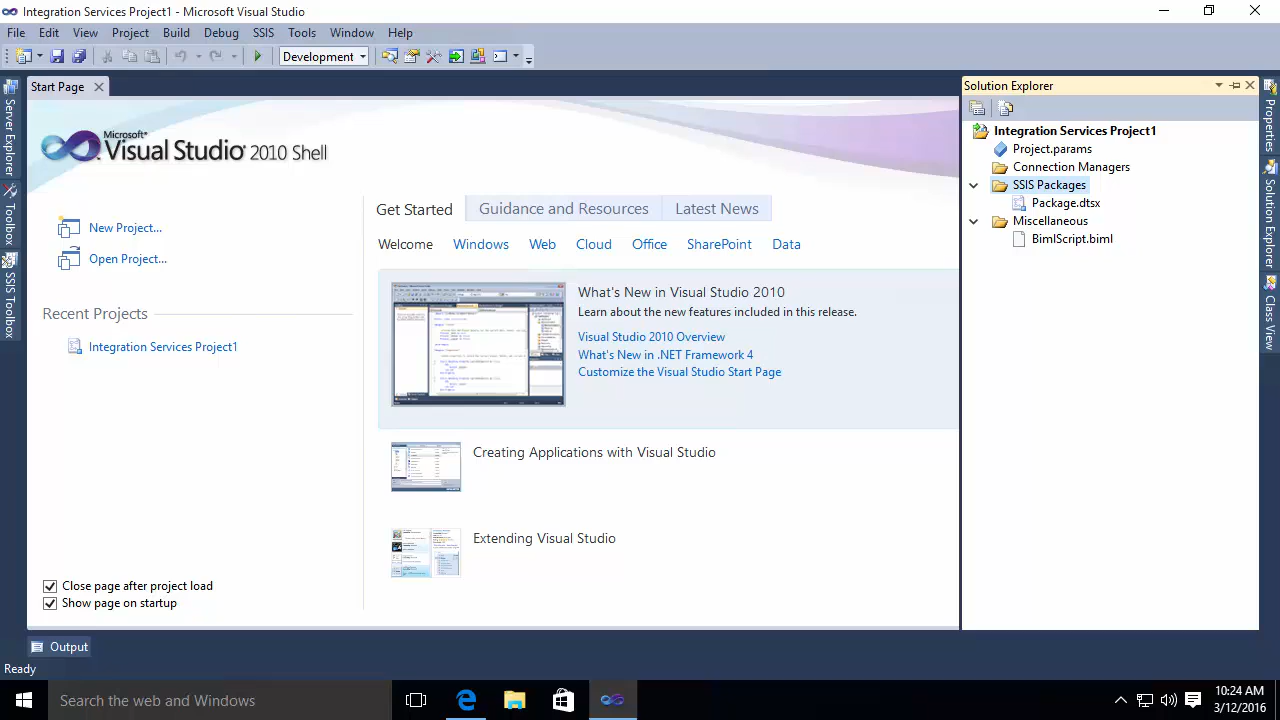 Integration Services Project1 - Microsoft Visual Studio
File Edit View Project Build Debug SSIS Tools Window Help
Development
Start Page
Solution Explorer
Server Explorer
Toolbox
SSIS Toolbox
Microsoft®
Visual Studio® 2010 Shell
New Project...
Open Project...
Recent Projects
Integration Services Project1
Close page after project load
Show page on startup
Get Started Guidance and Resources Latest News
Welcome Windows Web Cloud Office SharePoint Data
What's New in Visual Studio 2010
Learn about the new features included in this release.
Visual Studio 2010 Overview
What's New in .NET Framework 4
Customize the Visual Studio Start Page
Creating Applications with Visual Studio
Extending Visual Studio
Integration Services Project1
Project.params
Connection Managers
SSIS Packages
Package.dtsx
Miscellaneous
BimlScript.biml
Properties
Solution Explorer
Class View
Output
Ready
Search the web and Windows
10:24 AM
3/12/2016